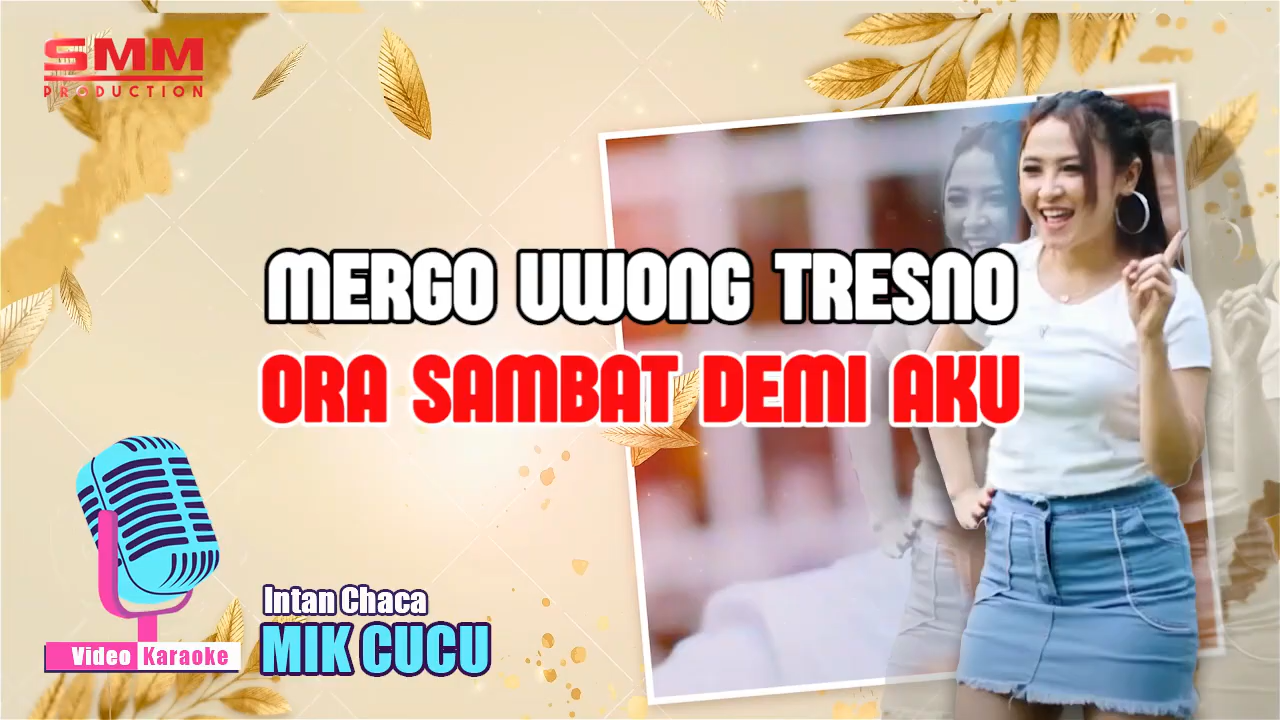 SMM
PRODUCTION
MERGO UWONG TRESNO
ORA SAMBAT DEMI AKU
Intan Chaca
MIK CUCU
Video Karaoke